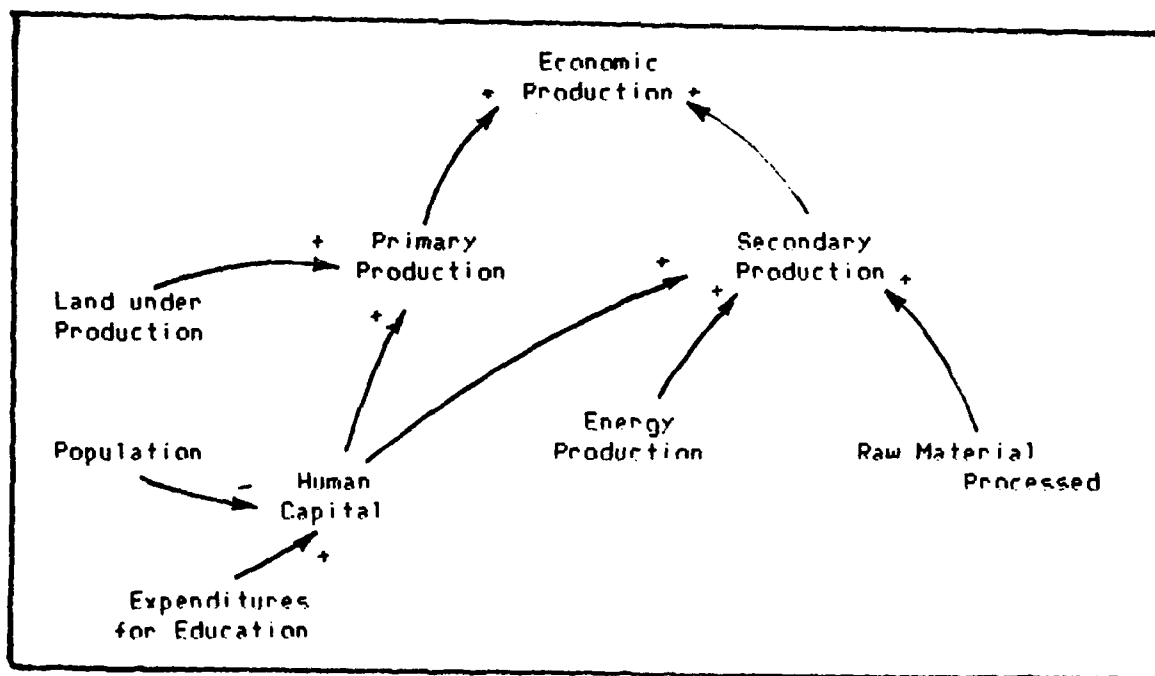 Economic
+ Production +
+ Primary
Production
Secondary
Production +
+
+
Land under
Production
+
Population
-
Human
Capital
+
Energy
Production
Raw Material
Processed
Expenditures
for Education